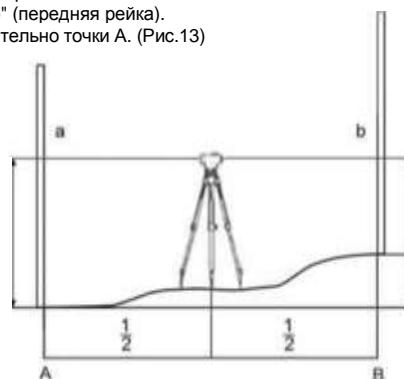 " (передняя рейка).
тельно точки А. (Рис.13)
a
b
1
2
1
2
A
B